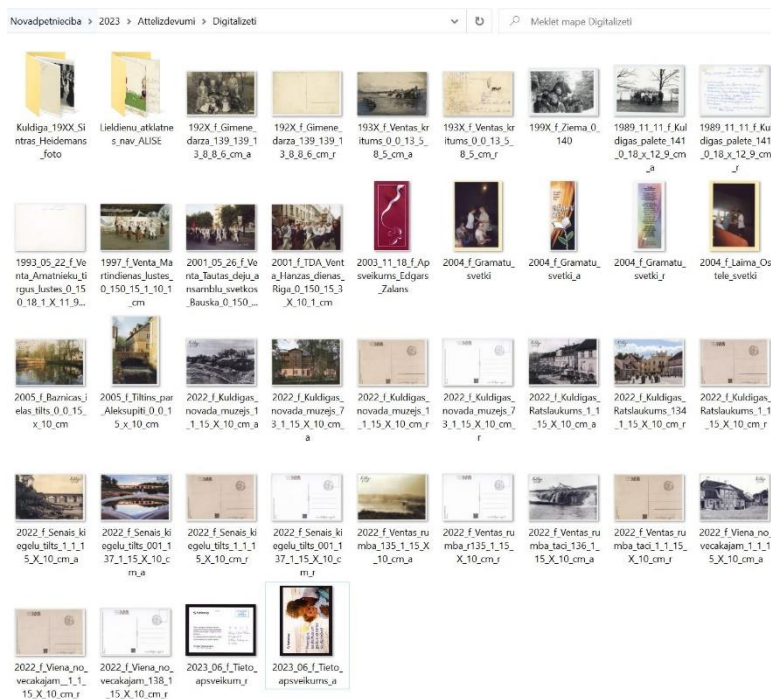 Novadpetnieciba > 2023 > Attelizdevumi > Digitalizeti
Meklet mape Digitalizeti
Kuldiga_19XX_Si
ntras_Heidemans
_foto
Lieldienu_atklatne
s_nav_ALISE
192X_f_Gimene_
darza_139_139_1
3_8_8_6_cm_a
192X_f_Gimene_
darza_139_139_1
3_8_8_6_cm_r
193X_f_Ventas_kr
itums_0_0_13_5_
8_5_cm_a
193X_f_Ventas_kr
itums_0_0_13_5_
8_5_cm_r
199X_f_Ziema_0_
140
1989_11_11_f_Kul
digas_palete_141
_0_18_x_12_9_cm
_a
1989_11_11_f_Kul
digas_palete_141
_0_18_x_12_9_cm
_r
1993_05_22_f_Ve
nta_Amatnieku_ti
rgus_lustes_0_15
0_18_1_X_11_9...
1997_f_Venta_Ma
rtindienas_lustes_
0_150_15_1_10_1
_cm
2001_05_26_f_Ve
nta_Tautas_deju_a
nsamblu_svetkos
_Bauska_0_150_...
2001_f_TDA_Vent
a_Hanzas_dienas_
Riga_0_150_15_3
_X_10_1_cm
2003_11_18_f_Ap
sveikums_Edgars
_Zalans
2004_f_Gramatu_
svetki
2004_f_Gramatu_
svetki_a
2004_f_Gramatu_
svetki_r
2004_f_Laima_Os
tele_svetki
2005_f_Baznicas_i
elas_tilts_0_0_15_
x_10_cm
2005_f_Tiltins_par
_Aleksupiti_0_0_1
5_x_10_cm
2022_f_Kuldigas_
novada_muzejs_1
_1_15_X_10_cm_a
2022_f_Kuldigas_
novada_muzejs_7
3_1_15_X_10_cm_
a
2022_f_Kuldigas_
novada_muzejs_1
_1_15_X_10_cm_r
2022_f_Kuldigas_
novada_muzejs_7
3_1_15_X_10_cm_
r
2022_f_Kuldigas_
Ratslaukums_1_1
_15_X_10_cm_a
2022_f_Kuldigas_
Ratslaukums_134
_1_15_X_10_cm_a
2022_f_Kuldigas_
Ratslaukums_1_1
_15_X_10_cm_r
2022_f_Senais_ki
egelu_tilts_1_1_1
5_X_10_cm_a
2022_f_Senais_ki
egelu_tilts_001_1
37_1_15_X_10_c
m_a
2022_f_Senais_ki
egelu_tilts_1_1_1
5_X_10_cm_r
2022_f_Senais_ki
egelu_tilts_001_1
37_1_15_X_10_c
m_r
2022_f_Ventas_ru
mba_135_1_15_X
_10_cm_a
2022_f_Ventas_ru
mba_r135_1_15_
X_10_cm_r
2022_f_Ventas_ru
mba_taci_136_1_
15_X_10_cm_a
2022_f_Ventas_ru
mba_taci_1_1_15_
X_10_cm_r
2022_f_Viena_no_
vecakajam_1_1_1
5_X_10_cm_a
2022_f_Viena_no_
vecakajam__1_1_
15_X_10_cm_r
2022_f_Viena_no_
vecakajam_138_1
_15_X_10_cm_r
2023_06_f_Tieto_
apsveikum_r
2023_06_f_Tieto_
apsveikums_a